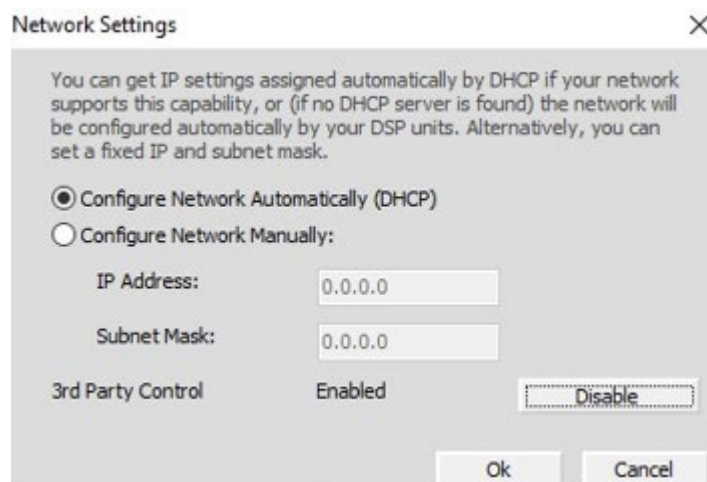 Network Settings
You can get IP settings assigned automatically by DHCP if your network
supports this capability, or (if no DHCP server is found) the network will
be configured automatically by your DSP units. Alternatively, you can
set a fixed IP and subnet mask.
Configure Network Automatically (DHCP)
Configure Network Manually:
IP Address: 0.0.0.0
Subnet Mask: 0.0.0.0
3rd Party Control Enabled Disable
Ok Cancel